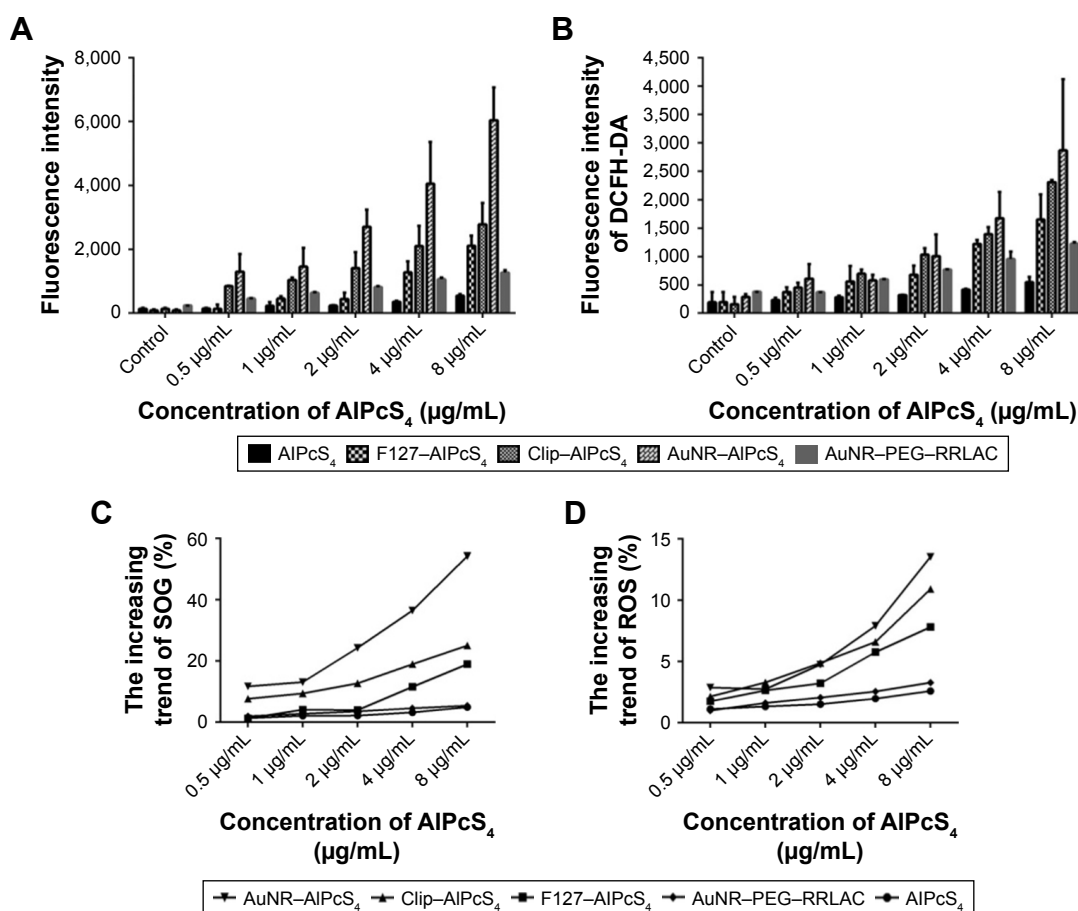 A
Fluorescence intensity
8,000
6,000
4,000
2,000
0
Control
0.5 µg/mL
1 µg/mL
2 µg/mL
4 µg/mL
8 µg/mL
Concentration of AlPcS4 (µg/mL)
B
Fluorescence intensity
of DCFH-DA
4,500
4,000
3,500
3,000
2,500
2,000
1,500
1,000
500
0
Control
0.5 µg/mL
1 µg/mL
2 µg/mL
4 µg/mL
8 µg/mL
Concentration of AlPcS4 (µg/mL)
AlPcS4 F127–AlPcS4 Clip–AlPcS4 AuNR–AlPcS4 AuNR–PEG–RRLAC
C
The increasing
trend of SOG (%)
60
40
20
0
0.5 µg/mL
1 µg/mL
2 µg/mL
4 µg/mL
8 µg/mL
Concentration of AlPcS4
(µg/mL)
D
The increasing
trend of ROS (%)
15
10
5
0
0.5 µg/mL
1 µg/mL
2 µg/mL
4 µg/mL
8 µg/mL
Concentration of AlPcS4
(µg/mL)
AuNR–AlPcS4 Clip–AlPcS4 F127–AlPcS4 AuNR–PEG–RRLAC AlPcS4